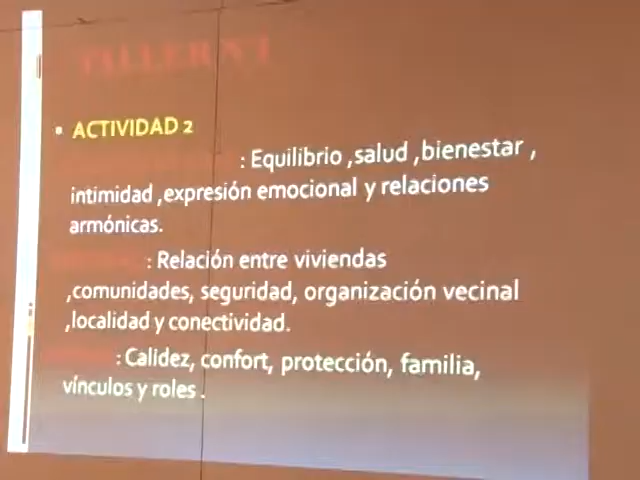 TALLER N°1
• ACTIVIDAD 2
: Equilibrio ,salud ,bienestar ,
intimidad ,expresión emocional y relaciones
armónicas.
: Relación entre viviendas
,comunidades, seguridad, organización vecinal
,localidad y conectividad.
: Calidez, confort, protección, familia,
vínculos y roles .